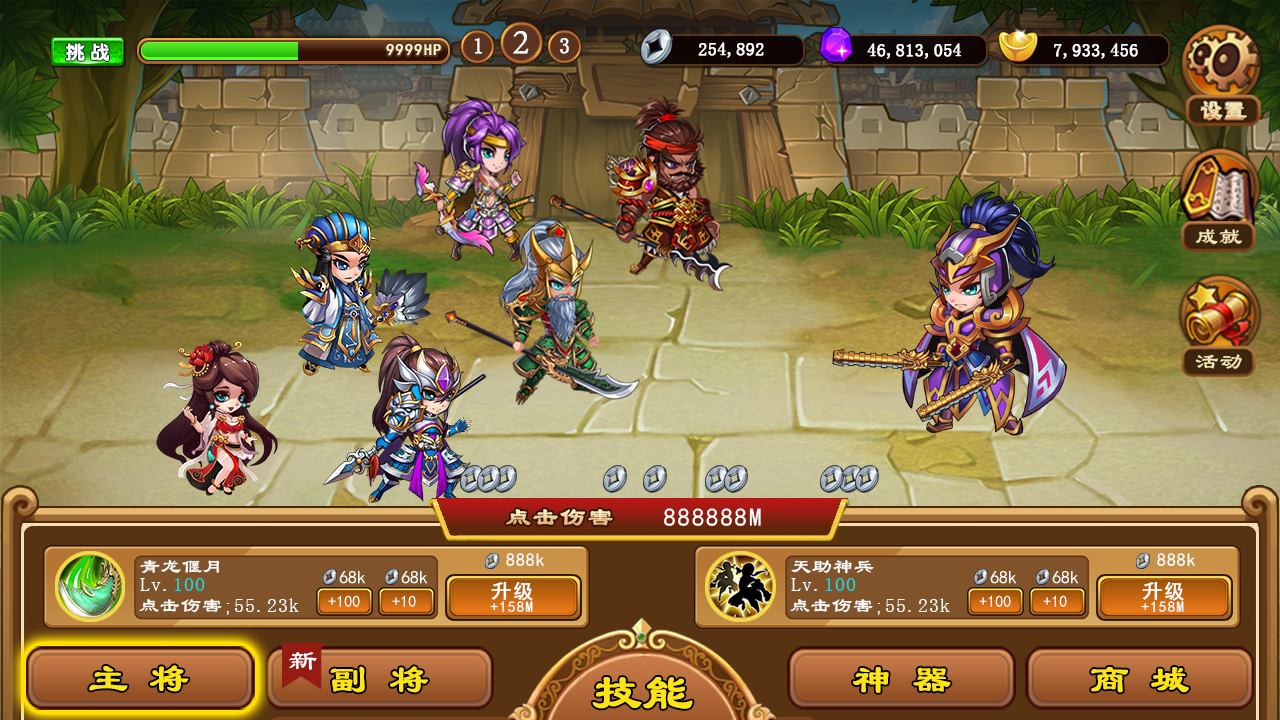 挑战
9999HP
1 2 3
254,892
46,813,054
7,933,456
设置
成就
活动
点击伤害 888888M
青龙偃月
Lv.100
点击伤害;55.23k
68k
+100
68k
+10
888k
升级
+158M
天助神兵
Lv.100
点击伤害;55.23k
68k
+100
68k
+10
888k
升级
+158M
主将
新
副将
技能
神器
商城